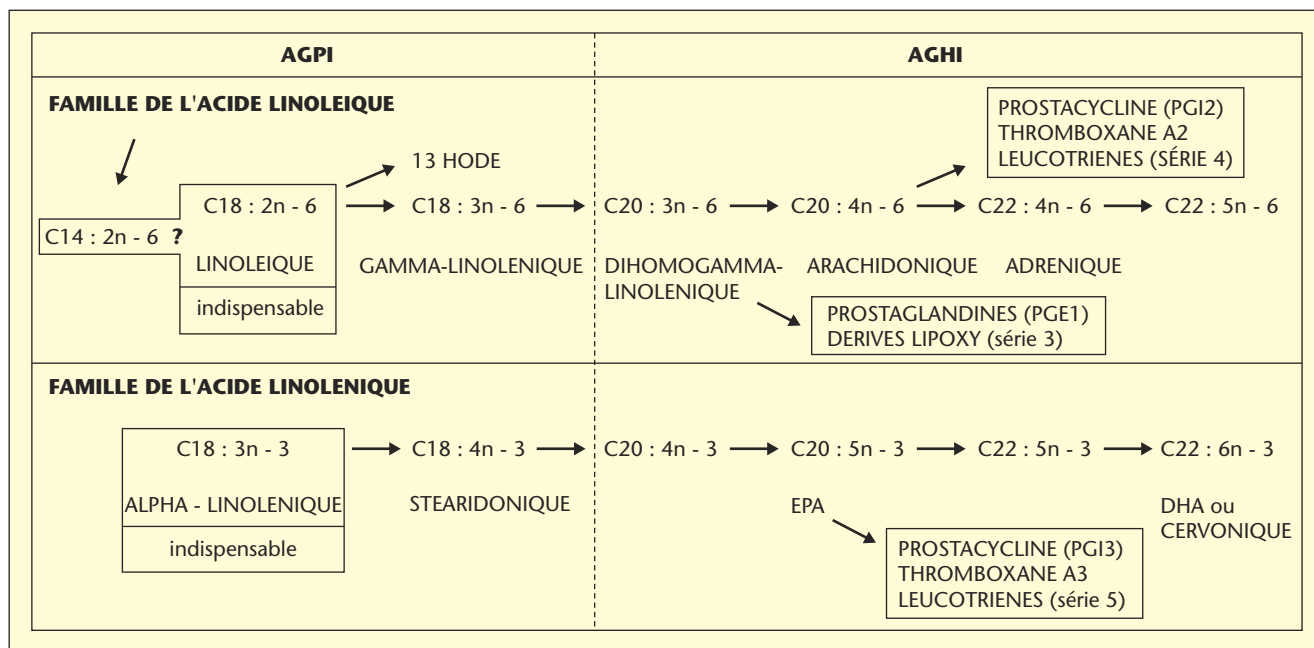 AGPI
AGHI
FAMILLE DE L'ACIDE LINOLEIQUE
PROSTACYCLINE (PGI2)
THROMBOXANE A2
LEUCOTRIENES (SÉRIE 4)
13 HODE
C14 : 2n - 6 ?
C18 : 2n - 6
C18 : 3n - 6
C20 : 3n - 6
C20 : 4n - 6
C22 : 4n - 6
C22 : 5n - 6
LINOLEIQUE
indispensable
GAMMA-LINOLENIQUE
DIHOMOGAMMA-
LINOLENIQUE
ARACHIDONIQUE
ADRENIQUE
PROSTAGLANDINES (PGE1)
DERIVES LIPOXY (série 3)
FAMILLE DE L'ACIDE LINOLENIQUE
C18 : 3n - 3
C18 : 4n - 3
C20 : 4n - 3
C20 : 5n - 3
C22 : 5n - 3
C22 : 6n - 3
ALPHA - LINOLENIQUE
indispensable
STEARIDONIQUE
EPA
DHA ou
CERVONIQUE
PROSTACYCLINE (PGI3)
THROMBOXANE A3
LEUCOTRIENES (série 5)